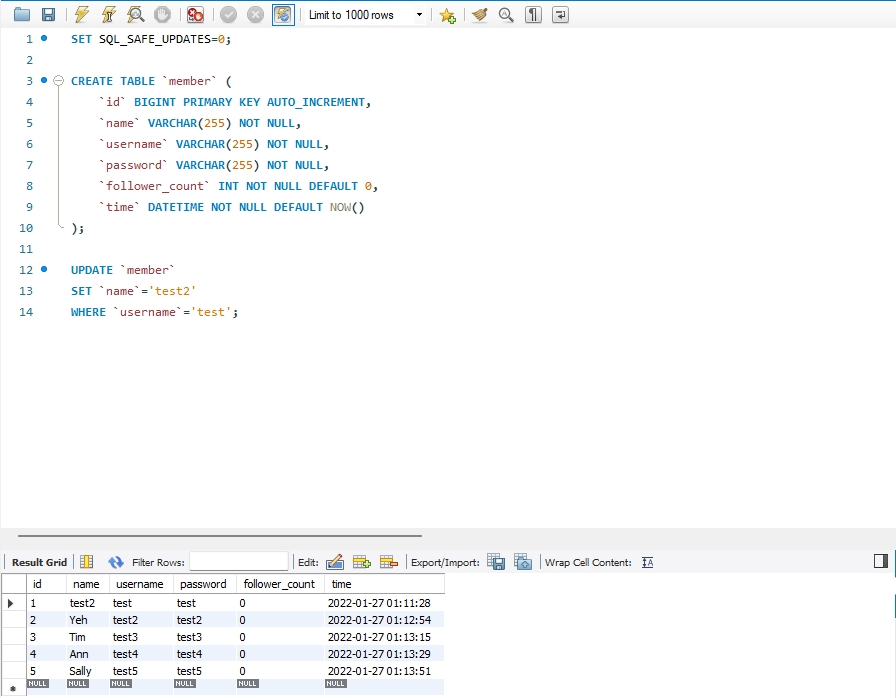 Limit to 1000 rows
1 SET SQL_SAFE_UPDATES=0;
2
3 CREATE TABLE `member` (
4 `id` BIGINT PRIMARY KEY AUTO_INCREMENT,
5 `name` VARCHAR(255) NOT NULL,
6 `username` VARCHAR(255) NOT NULL,
7 `password` VARCHAR(255) NOT NULL,
8 `follower_count` INT NOT NULL DEFAULT 0,
9 `time` DATETIME NOT NULL DEFAULT NOW()
10 );
11
12 UPDATE `member`
13 SET `name`='test2'
14 WHERE `username`='test';
Result Grid Filter Rows: Edit: Export/Import: Wrap Cell Content: IA
id name username password follower_count time
1 test2 test test 0 2022-01-27 01:11:28
2 Yeh test2 test2 0 2022-01-27 01:12:54
3 Tim test3 test3 0 2022-01-27 01:13:15
4 Ann test4 test4 0 2022-01-27 01:13:29
5 Sally test5 test5 0 2022-01-27 01:13:51
NULL NULL NULL NULL NULL NULL